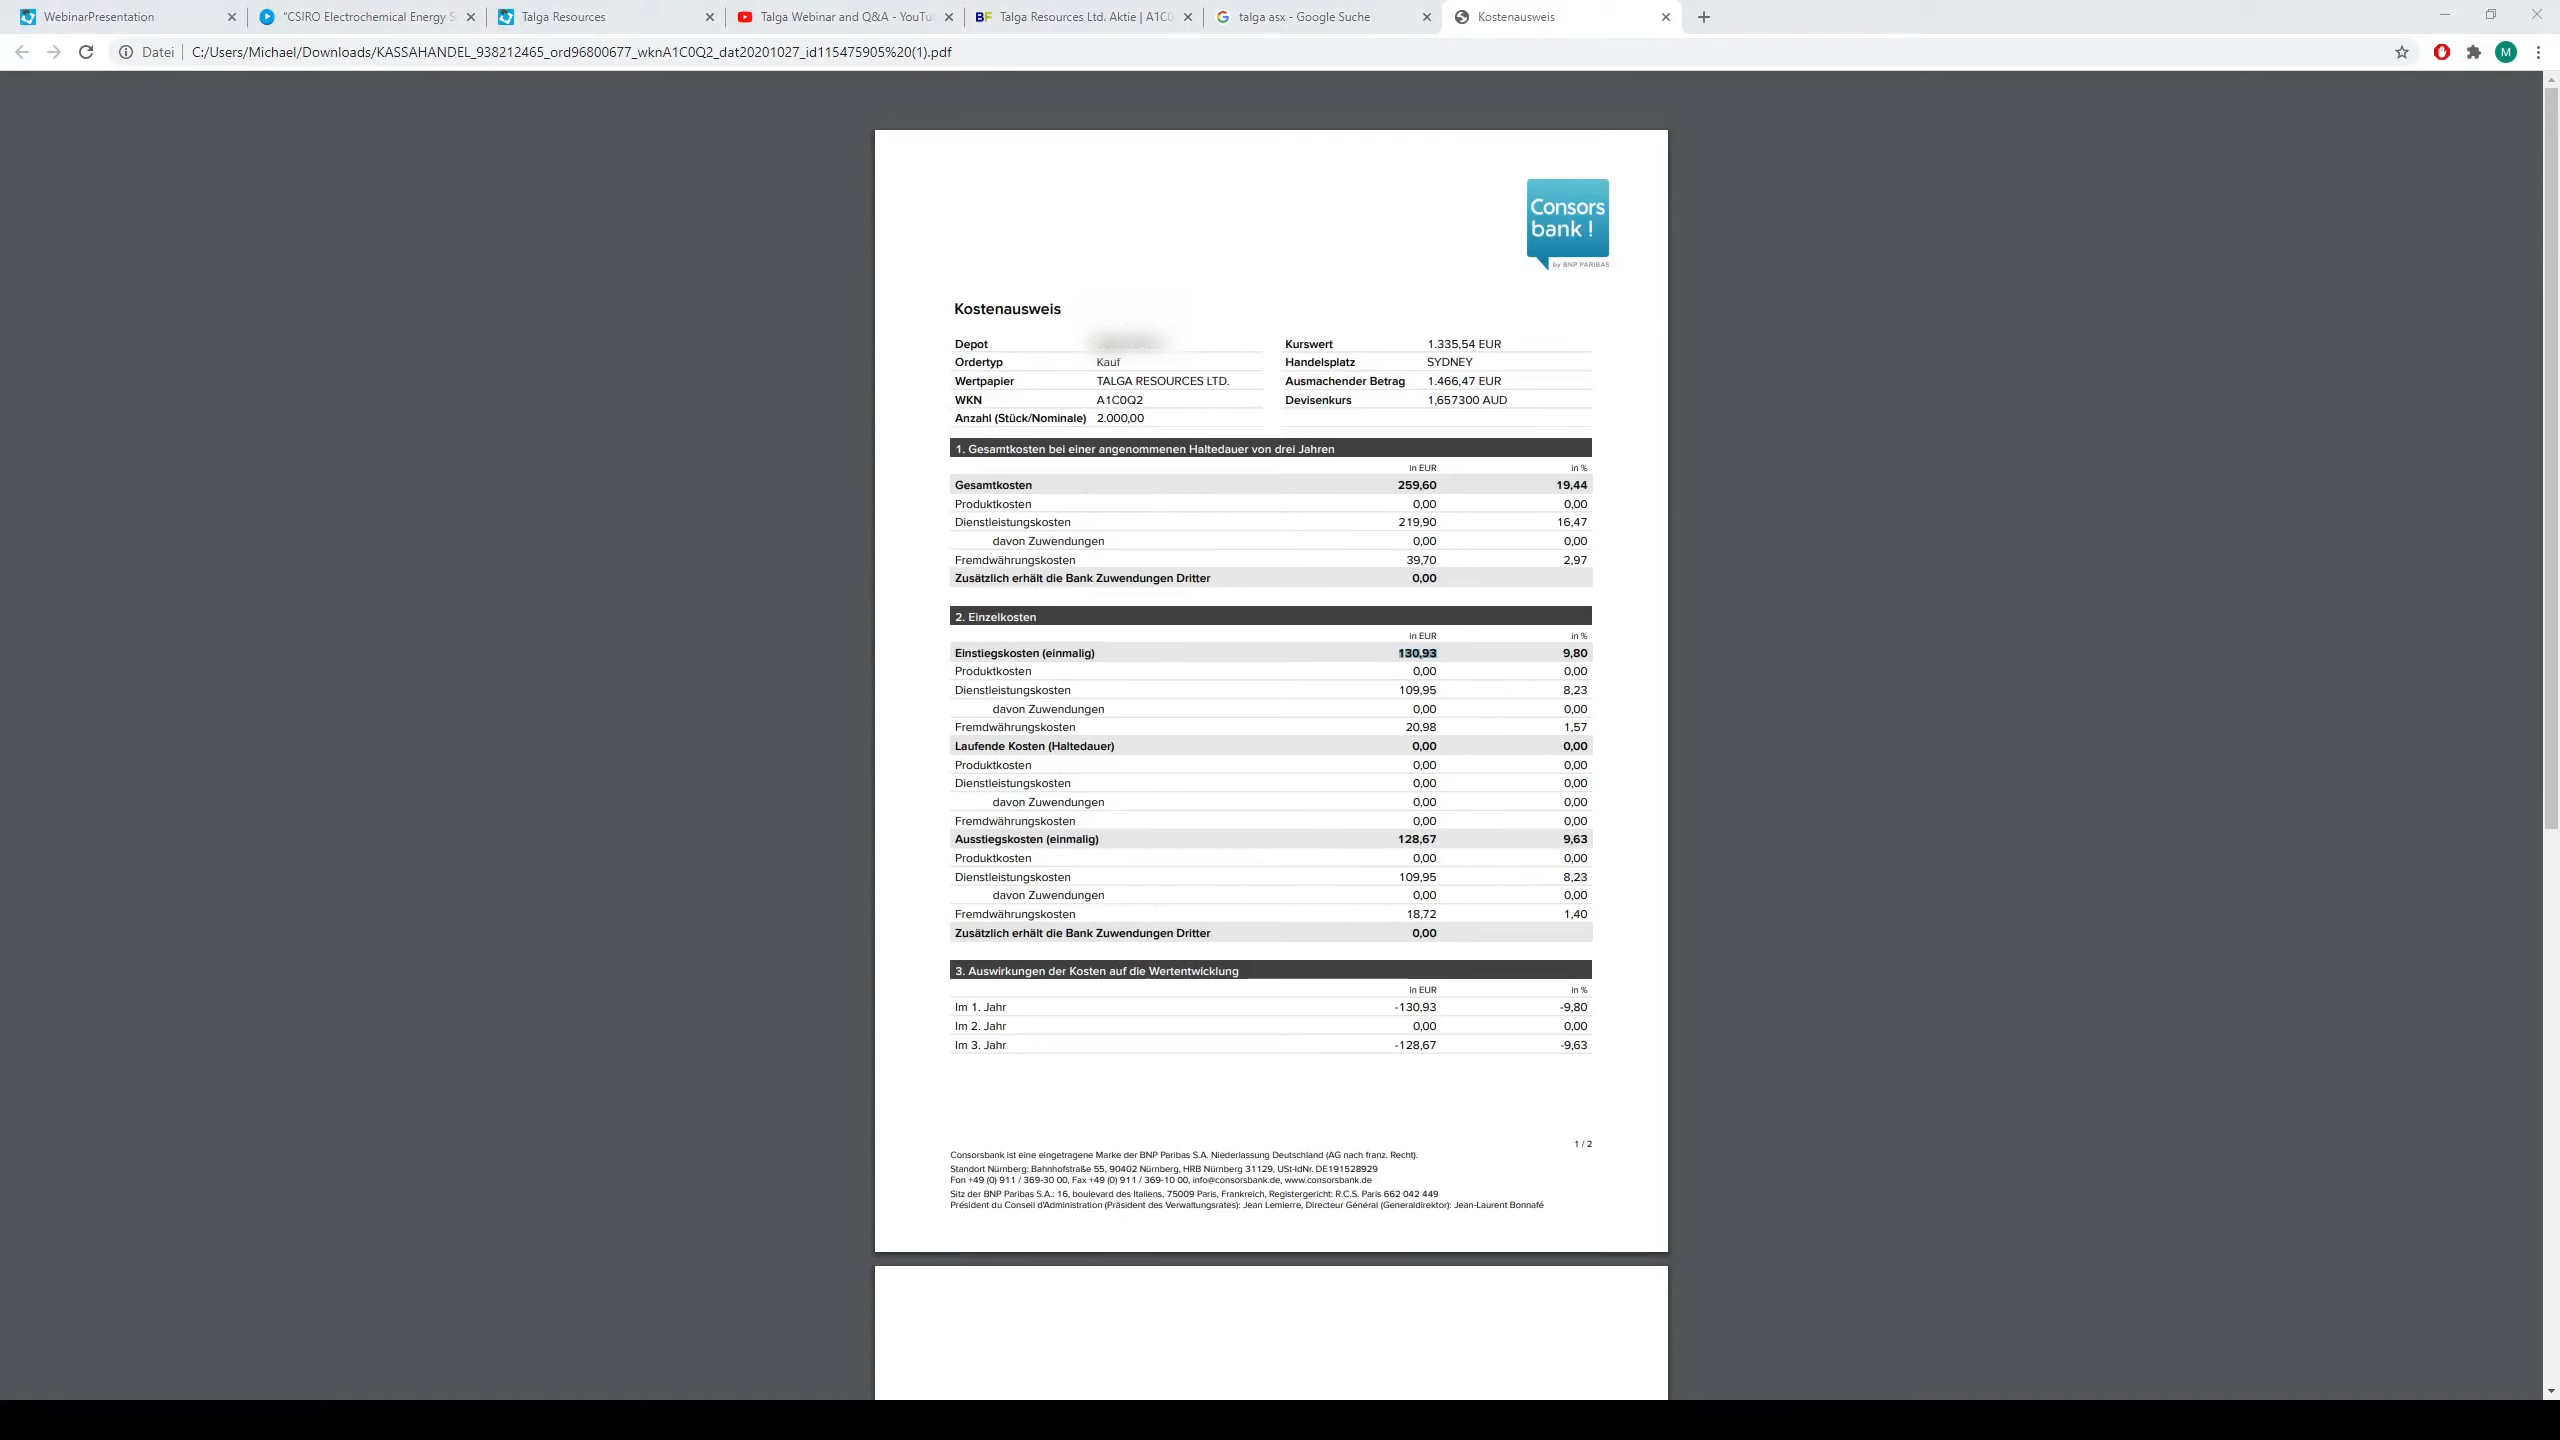 WebinarPresentation
"CSIRO Electrochemical Energy S
Talga Resources
Talga Webinar and Q&A - YouTu
BF Talga Resources Ltd. Aktie | A1C0
talga asx - Google Suche
Kostenausweis
Datei C:/Users/Michael/Downloads/KASSAHANDEL_938212465_ord96800677_wknA1C0Q2_dat20201027_id115475905%20(1).pdf
M
Consors
bank !
by BNP PARIBAS
Kostenausweis
Depot
Kurswert 1.335,54 EUR
Ordertyp Kauf
Handelsplatz SYDNEY
Wertpapier TALGA RESOURCES LTD.
Ausmachender Betrag 1.466,47 EUR
WKN A1C0Q2
Devisenkurs 1,657300 AUD
Anzahl (Stück/Nominale) 2.000,00
1. Gesamtkosten bei einer angenommenen Haltedauer von drei Jahren
in EUR in %
Gesamtkosten 259,60 19,44
Produktkosten 0,00 0,00
Dienstleistungskosten 219,90 16,47
davon Zuwendungen 0,00 0,00
Fremdwährungskosten 39,70 2,97
Zusätzlich erhält die Bank Zuwendungen Dritter 0,00
2. Einzelkosten
in EUR in %
Einstiegskosten (einmalig) 130,93 9,80
Produktkosten 0,00 0,00
Dienstleistungskosten 109,95 8,23
davon Zuwendungen 0,00 0,00
Fremdwährungskosten 20,98 1,57
Laufende Kosten (Haltedauer) 0,00 0,00
Produktkosten 0,00 0,00
Dienstleistungskosten 0,00 0,00
davon Zuwendungen 0,00 0,00
Fremdwährungskosten 0,00 0,00
Ausstiegskosten (einmalig) 128,67 9,63
Produktkosten 0,00 0,00
Dienstleistungskosten 109,95 8,23
davon Zuwendungen 0,00 0,00
Fremdwährungskosten 18,72 1,40
Zusätzlich erhält die Bank Zuwendungen Dritter 0,00
3. Auswirkungen der Kosten auf die Wertentwicklung
in EUR in %
Im 1. Jahr -130,93 -9,80
Im 2. Jahr 0,00 0,00
Im 3. Jahr -128,67 -9,63
1 / 2
Consorsbank ist eine eingetragene Marke der BNP Paribas S.A. Niederlassung Deutschland (AG nach franz. Recht).
Standort Nürnberg: Bahnhofstraße 55, 90402 Nürnberg, HRB Nürnberg 31129, USt-IdNr. DE191528929
Fon +49 (0) 911 / 369-30 00, Fax +49 (0) 911 / 369-10 00, info@consorsbank.de, www.consorsbank.de
Sitz der BNP Paribas S.A.: 16, boulevard des Italiens, 75009 Paris, Frankreich, Registergericht: R.C.S. Paris 662 042 449
Président du Conseil d'Administration (Präsident des Verwaltungsrates): Jean Lemierre, Directeur Général (Generaldirektor): Jean-Laurent Bonnafé